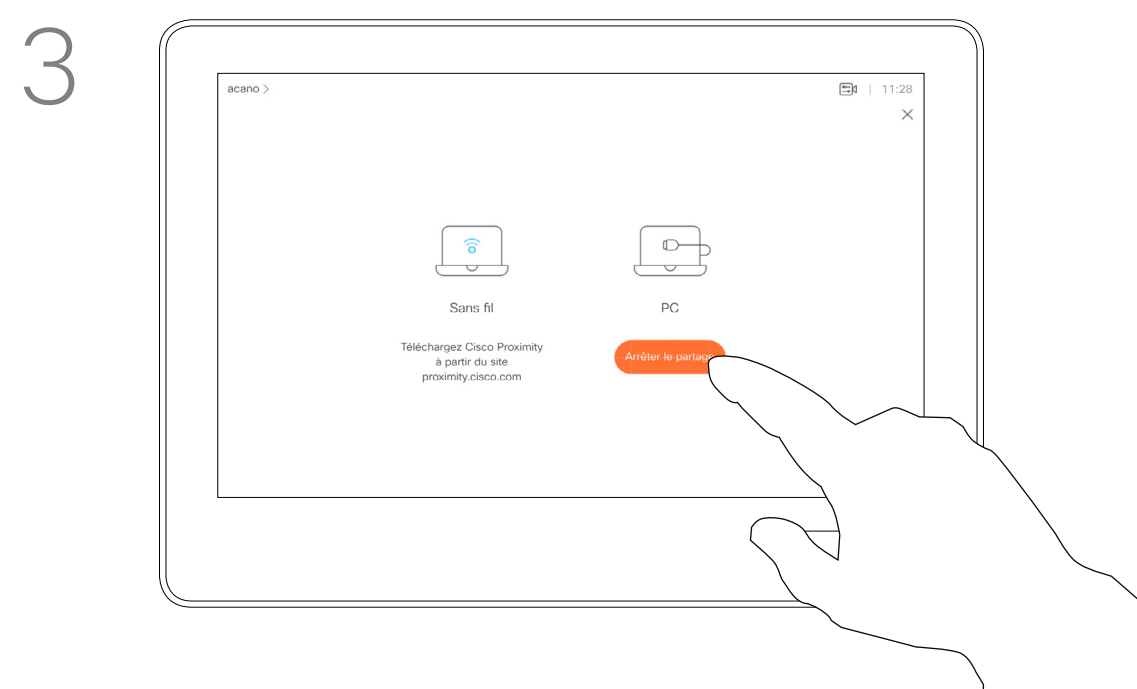 3
acano >
11:28
Sans fil
PC
Téléchargez Cisco Proximity
à partir du site
proximity.cisco.com
Arrêter le partage